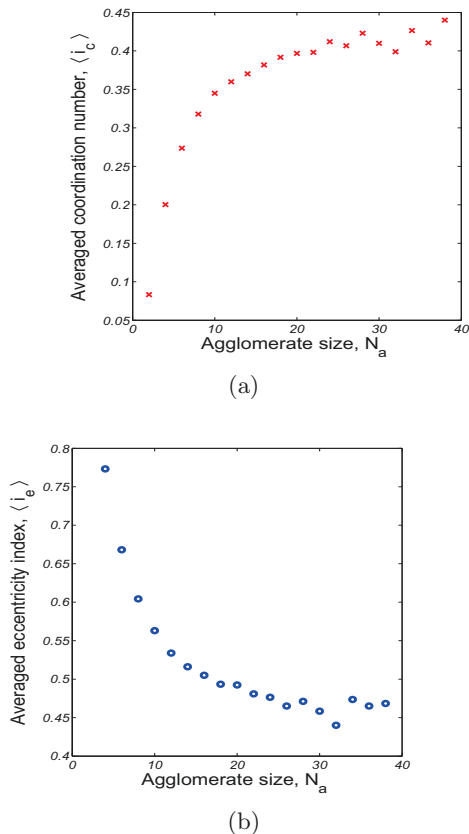 0.45
0.4
0.35
0.3
0.25
0.2
0.15
0.1
0.05
Averaged coordination number, ⟨ i_c ⟩
0 10 20 30 40
Agglomerate size, N_a
(a)
0.8
0.75
0.7
0.65
0.6
0.55
0.5
0.45
0.4
Averaged eccentricity index, ⟨ i_e ⟩
0 10 20 30 40
Agglomerate size, N_a
(b)